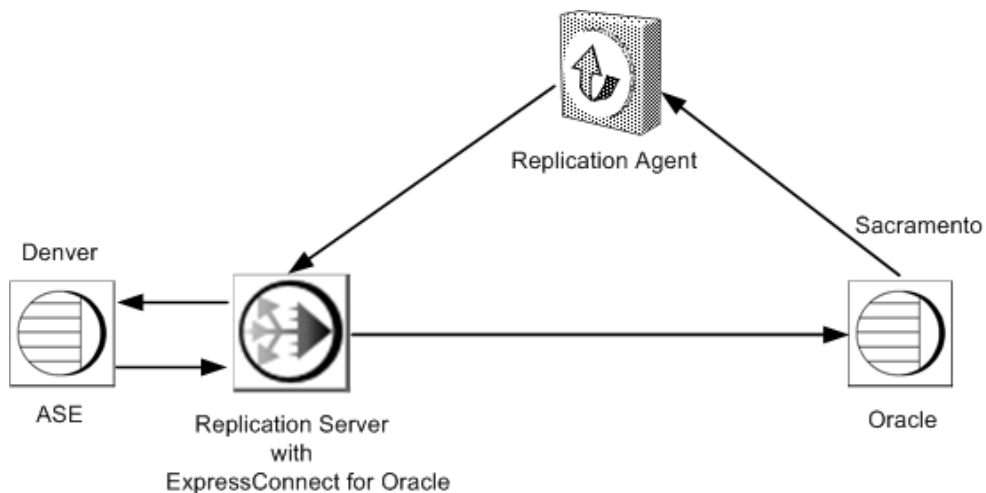 Replication Agent
Sacramento
Denver
ASE
Replication Server
with
ExpressConnect for Oracle
Oracle